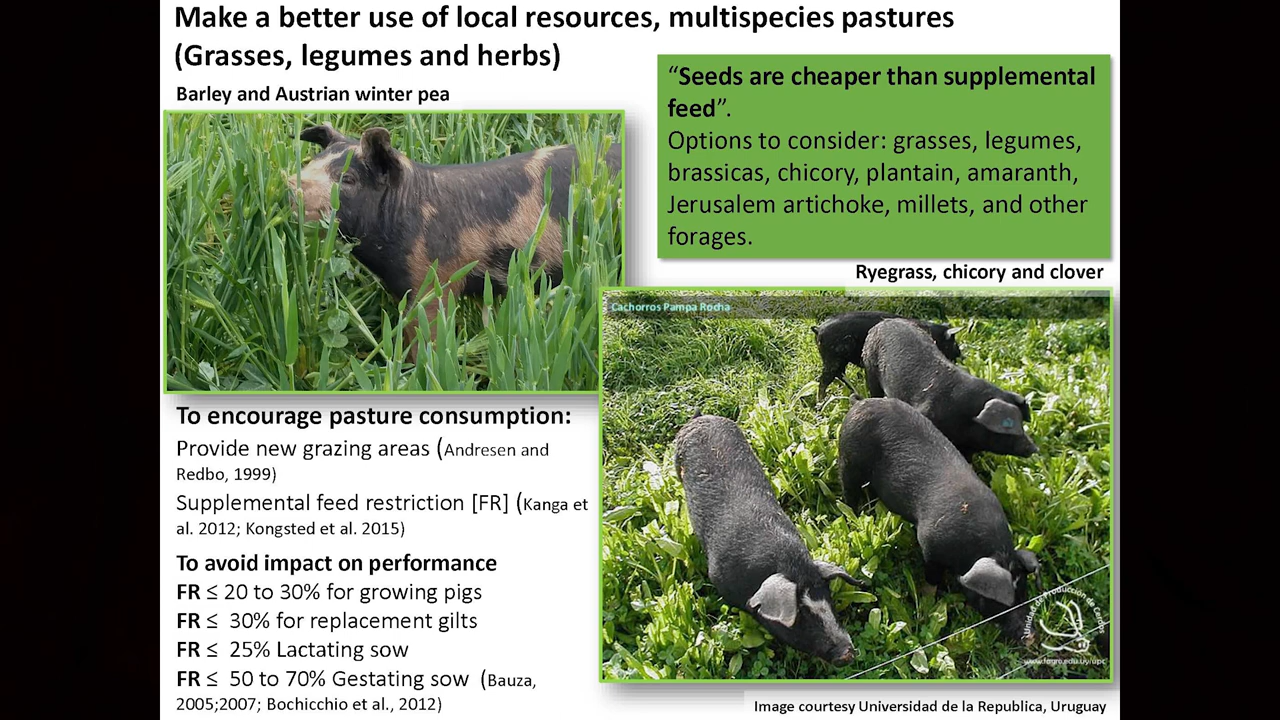 Make a better use of local resources, multispecies pastures
(Grasses, legumes and herbs)
Barley and Austrian winter pea
“Seeds are cheaper than supplemental
feed”.
Options to consider: grasses, legumes,
brassicas, chicory, plantain, amaranth,
Jerusalem artichoke, millets, and other
forages.
Ryegrass, chicory and clover
Cachorros Pampa Rocha
To encourage pasture consumption:
Provide new grazing areas (Andresen and
Redbo, 1999)
Supplemental feed restriction [FR] (Kanga et
al. 2012; Kongsted et al. 2015)
To avoid impact on performance
FR ≤ 20 to 30% for growing pigs
FR ≤ 30% for replacement gilts
FR ≤ 25% Lactating sow
FR ≤ 50 to 70% Gestating sow (Bauza,
2005;2007; Bochicchio et al., 2012)
Unidad de Producción de Cerdos
www.fagro.edu.uy/upc
Image courtesy Universidad de la Republica, Uruguay